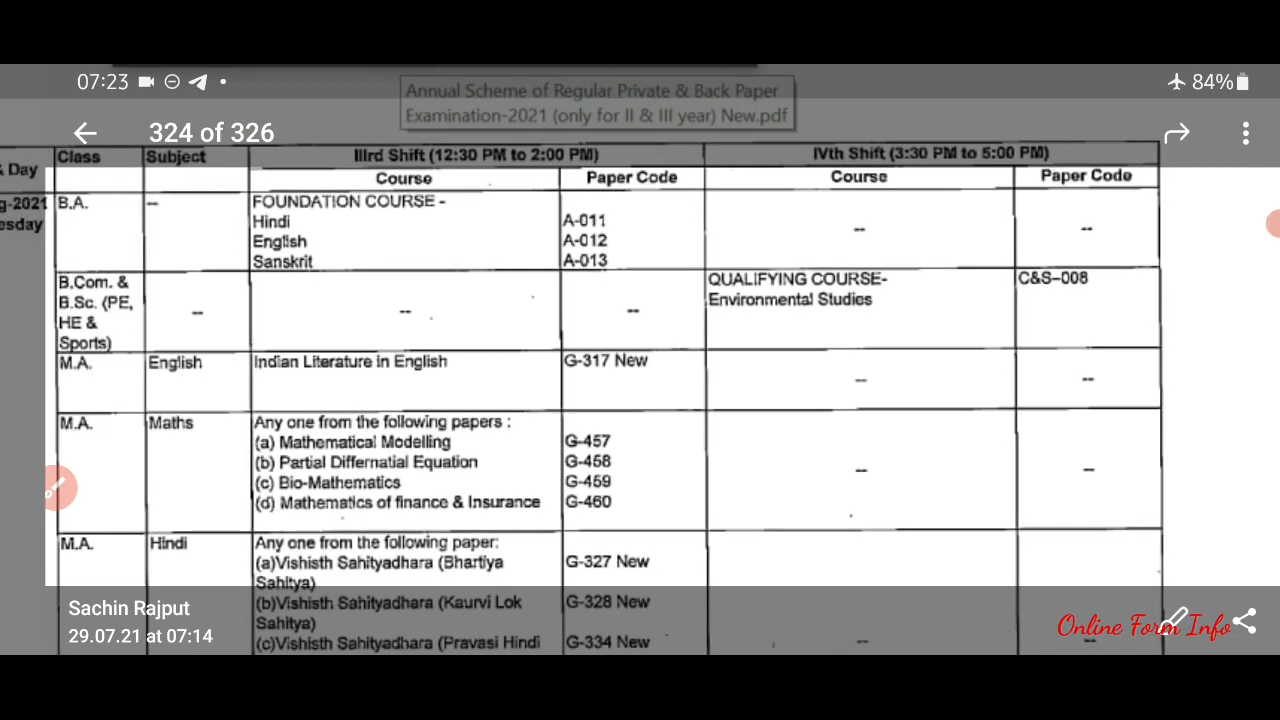 07:23
84%
Annual Scheme of Regular Private & Back Paper
Examination-2021 (only for II & III year) New.pdf
324 of 326
Day
Class Subject IIIrd Shift (12:30 PM to 2:00 PM) IVth Shift (3:30 PM to 5:00 PM)
Course Paper Code Course Paper Code
g-2021 B.A. -- FOUNDATION COURSE -
esday Hindi A-011 -- --
English A-012
Sanskrit A-013
B.Com. & QUALIFYING COURSE- C&S-008
B.Sc. (PE, Environmental Studies
HE & -- -- --
Sports)
M.A. English Indian Literature in English G-317 New
-- --
M.A. Maths Any one from the following papers :
(a) Mathematical Modelling G-457
(b) Partial Differnatial Equation G-458
(c) Bio-Mathematics G-459 -- --
(d) Mathematics of finance & Insurance G-460
M.A. Hindi Any one from the following paper:
(a)Vishisth Sahityadhara (Bhartiya G-327 New
Sahitya)
(b)Vishisth Sahityadhara (Kaurvi Lok G-328 New
Sahitya)
(c)Vishisth Sahityadhara (Pravasi Hindi G-334 New -- --
Sachin Rajput
29.07.21 at 07:14
Online Form Info